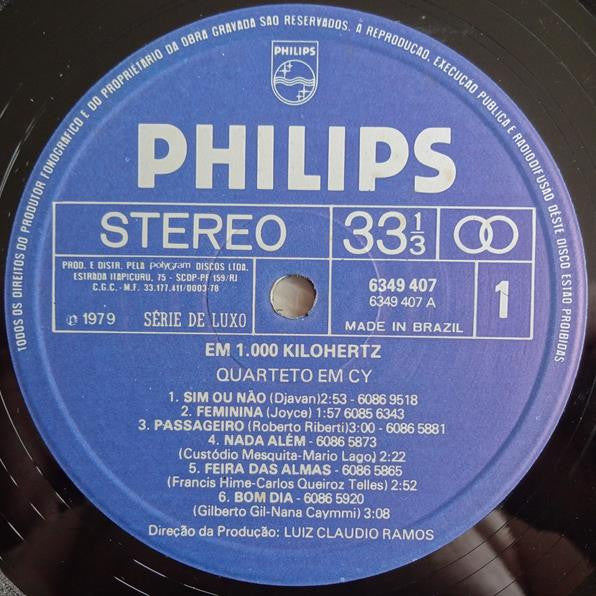 TODOS OS DIREITOS DO PRODUTOR FONOGRÁFICO E DO PROPRIETÁRIO DA OBRA GRAVADA SÃO RESERVADOS. A REPRODUÇÃO, EXECUÇÃO PÚBLICA E RADIODIFUSÃO DESTE DISCO ESTÃO PROIBIDAS
PHILIPS
PHILIPS
STEREO
33 1/3
PROD. E DISTR. PELA polyGram DISCOS LTDA.
ESTRADA ITAPICURU, 75 - SCDP-PF 159/RJ
C.G.C. - M.F. 33.177.411/0003-78
6349 407
6349 407 A
1
℗ 1979 SÉRIE DE LUXO
MADE IN BRAZIL
EM 1.000 KILOHERTZ
QUARTETO EM CY
1. SIM OU NÃO (Djavan)2:53 - 6086 9518
2. FEMININA (Joyce) 1:57 6085 6343
3. PASSAGEIRO (Roberto Riberti)3:00 - 6086 5881
4. NADA ALÉM - 6086 5873
(Custódio Mesquita-Mario Lago) 2:22
5. FEIRA DAS ALMAS - 6086 5865
(Francis Hime-Carlos Queiroz Telles) 2:52
6. BOM DIA - 6086 5920
(Gilberto Gil-Nana Caymmi) 3:08
Direção da Produção: LUIZ CLAUDIO RAMOS